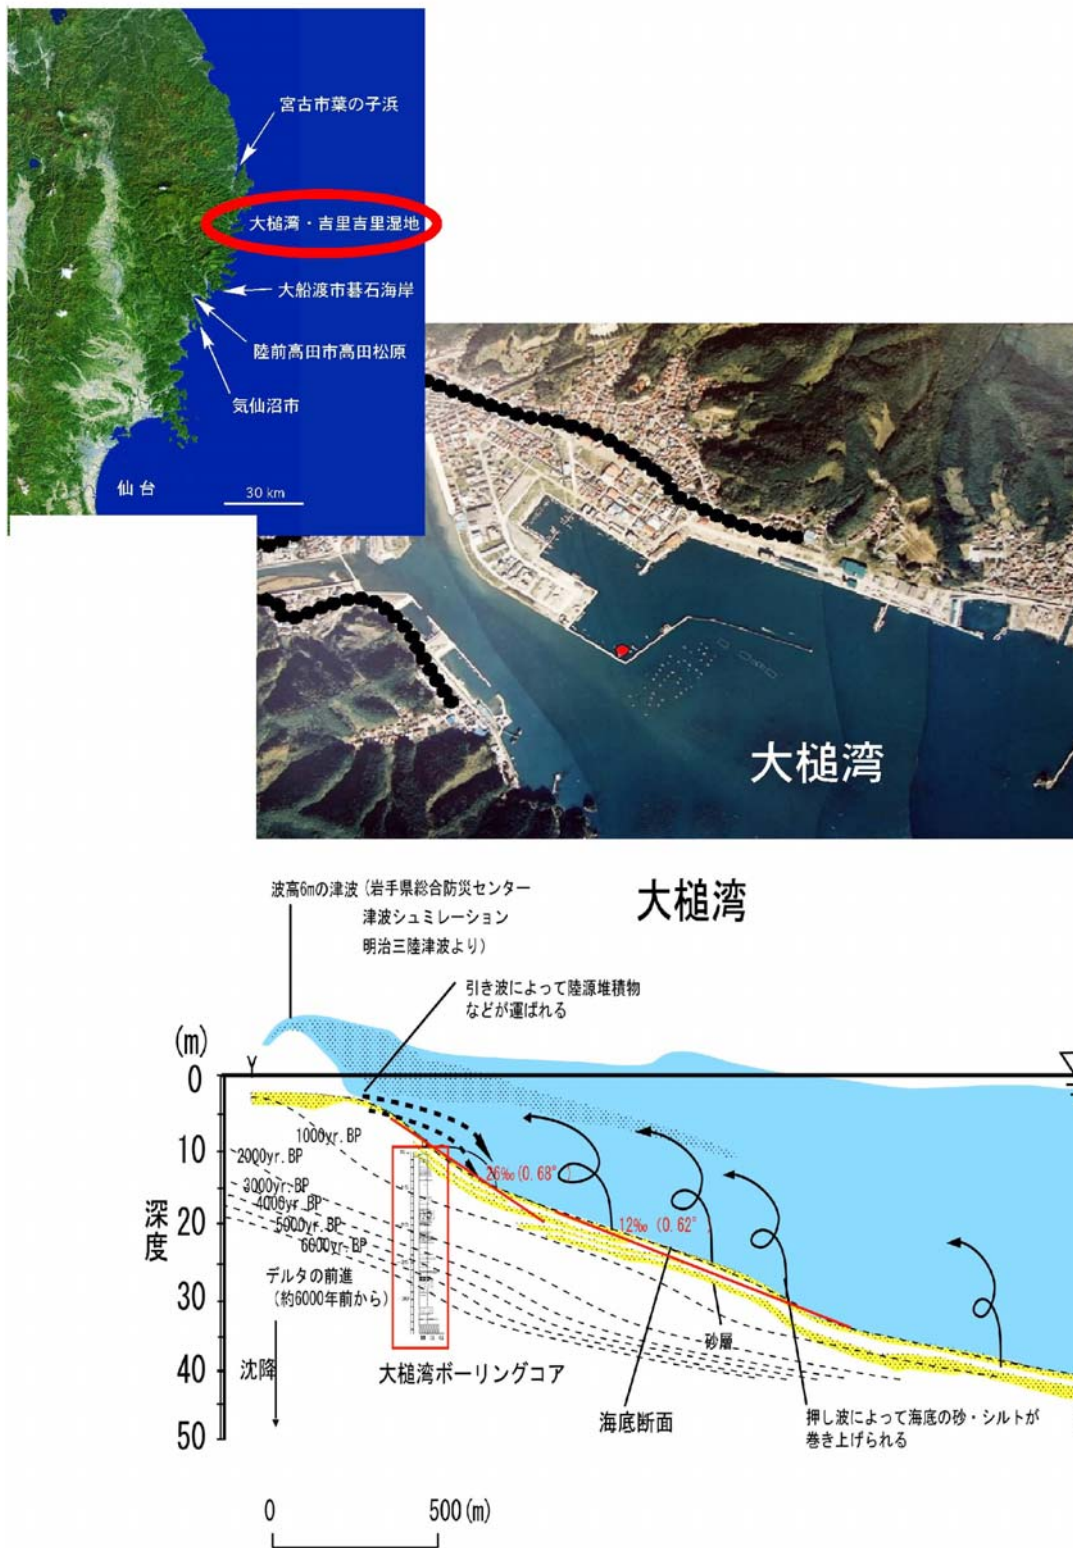 宮古市葉の子浜
大槌湾・吉里吉里湿地
大船渡市碁石海岸
陸前高田市高田松原
気仙沼市
仙台
30 km
大槌湾
大槌湾
波高6mの津波 (岩手県総合防災センター
津波シュミレーション
明治三陸津波より)
引き波によって陸源堆積物
などが運ばれる
(m)
0
10
20
30
40
50
深度
1000yr.BP
2000yr.BP
3000yr.BP
4000yr.BP
5000yr.BP
6000yr.BP
デルタの前進
(約6000年前から)
沈降
26‰(0.68°)
12‰ (0.62°)
砂層
大槌湾ボーリングコア
海底断面
押し波によって海底の砂・シルトが
巻き上げられる
0 500(m)